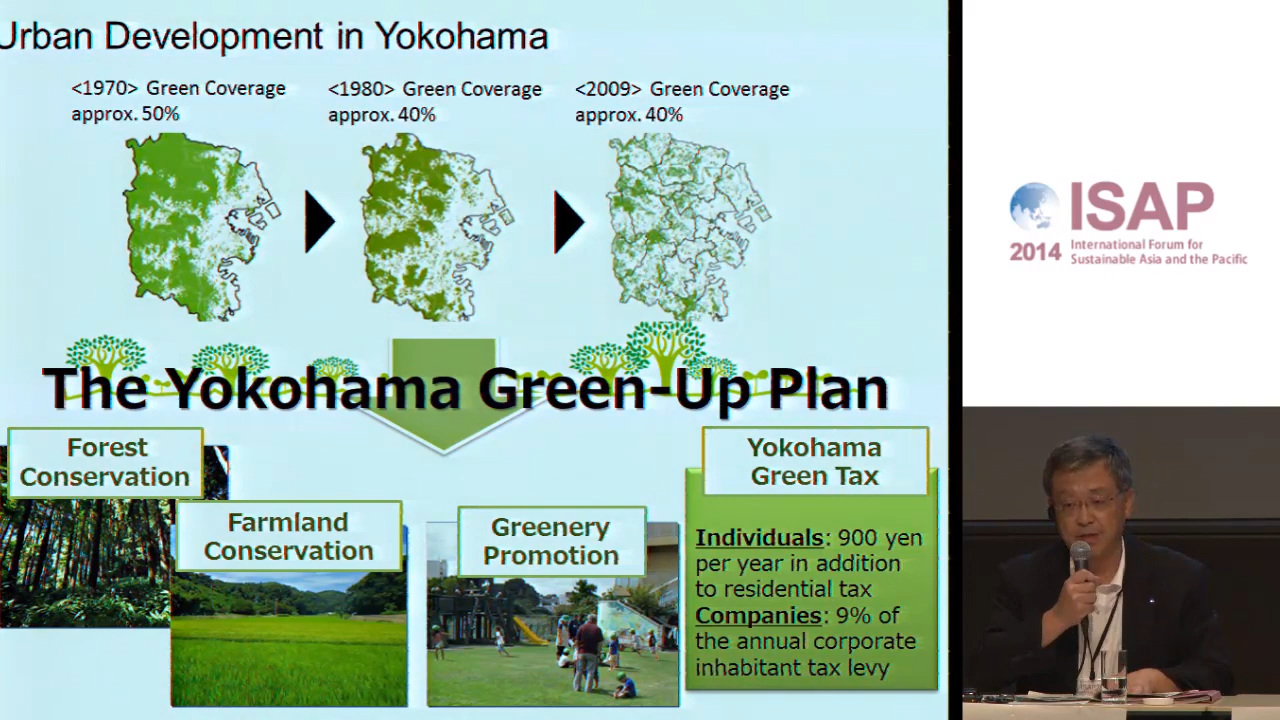 Urban Development in Yokohama
<1970> Green Coverage
approx. 50%
<1980> Green Coverage
approx. 40%
<2009> Green Coverage
approx. 40%
The Yokohama Green-Up Plan
Forest
Conservation
Farmland
Conservation
Greenery
Promotion
Yokohama
Green Tax
Individuals: 900 yen
per year in addition
to residential tax
Companies: 9% of
the annual corporate
inhabitant tax levy
ISAP
2014
International Forum for
Sustainable Asia and the Pacific